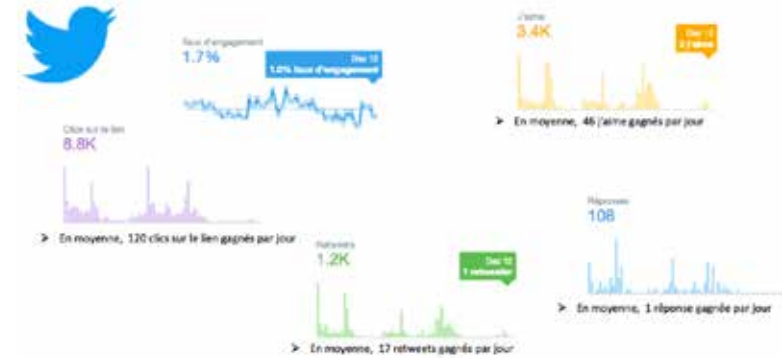 Taux d'engagement
1.7%
Dec 12
1.0% taux d'engagement
J'aime
3.4K
Dec 12
➤ En moyenne, 46 j'aime gagnés par jour
Clics sur le lien
8.8K
➤ En moyenne, 120 clics sur le lien gagnés par jour
Réponses
108
➤ En moyenne, 1 réponse gagnée par jour
Retweets
1.2K
Dec 12
1 retweeter
➤ En moyenne, 17 retweets gagnés par jour